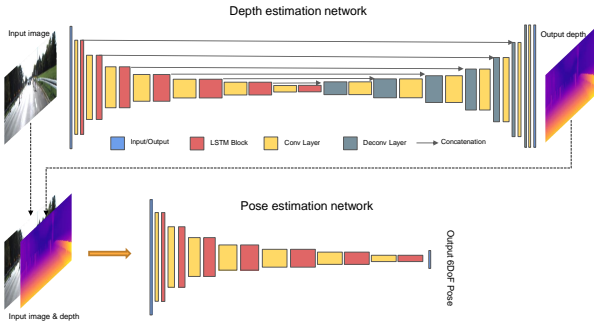 Depth estimation network
Input image
Output depth
Input/Output
LSTM Block
Conv Layer
Deconv Layer
Concatenation
Pose estimation network
Output 6DoF Pose
Input image & depth